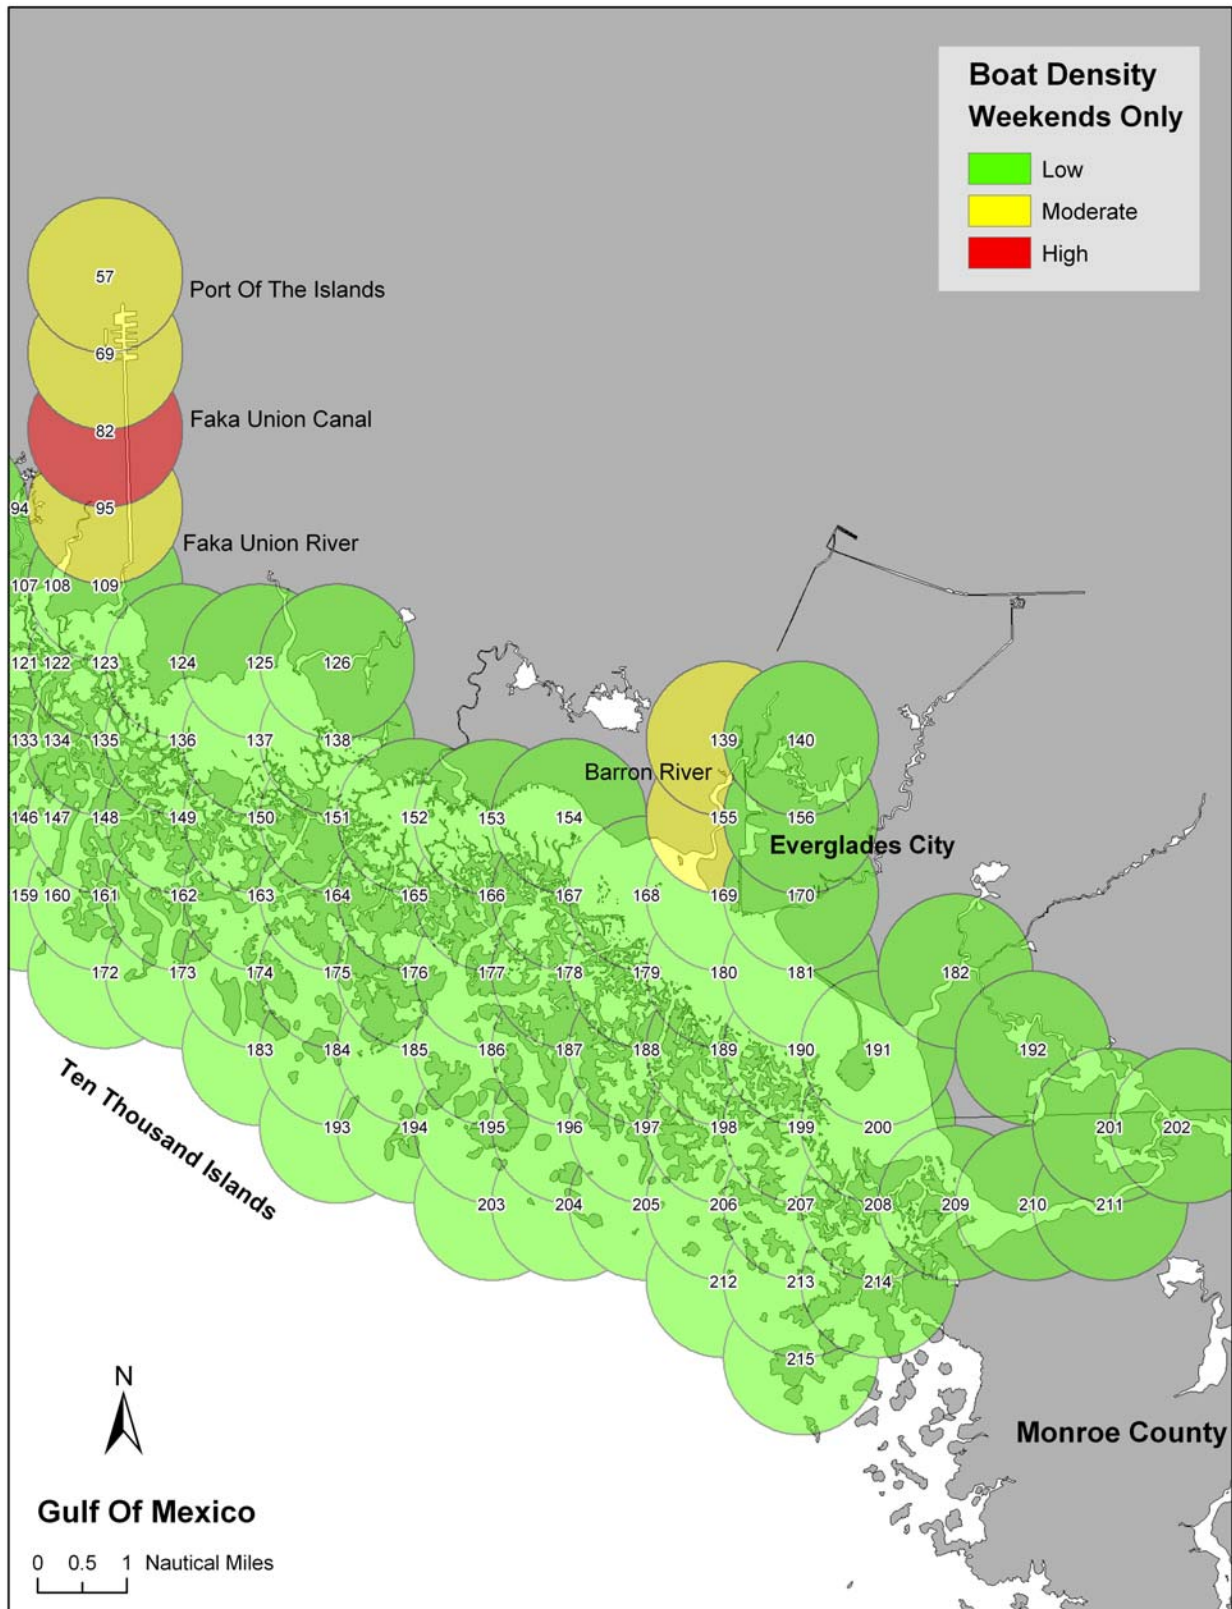 Boat Density
Weekends Only
Low
Moderate
High
57
Port Of The Islands
69
Faka Union Canal
82
94
95
Faka Union River
107 108 109
121 122 123 124 125 126
133 134 135 136 137 138 139 140
Barron River
146 147 148 149 150 151 152 153 154 155 156
Everglades City
159 160 161 162 163 164 165 166 167 168 169 170
172 173 174 175 176 177 178 179 180 181 182
183 184 185 186 187 188 189 190 191 192
Ten Thousand Islands
193 194 195 196 197 198 199 200 201 202
203 204 205 206 207 208 209 210 211
212 213 214
215
N
Monroe County
Gulf Of Mexico
0 0.5 1 Nautical Miles